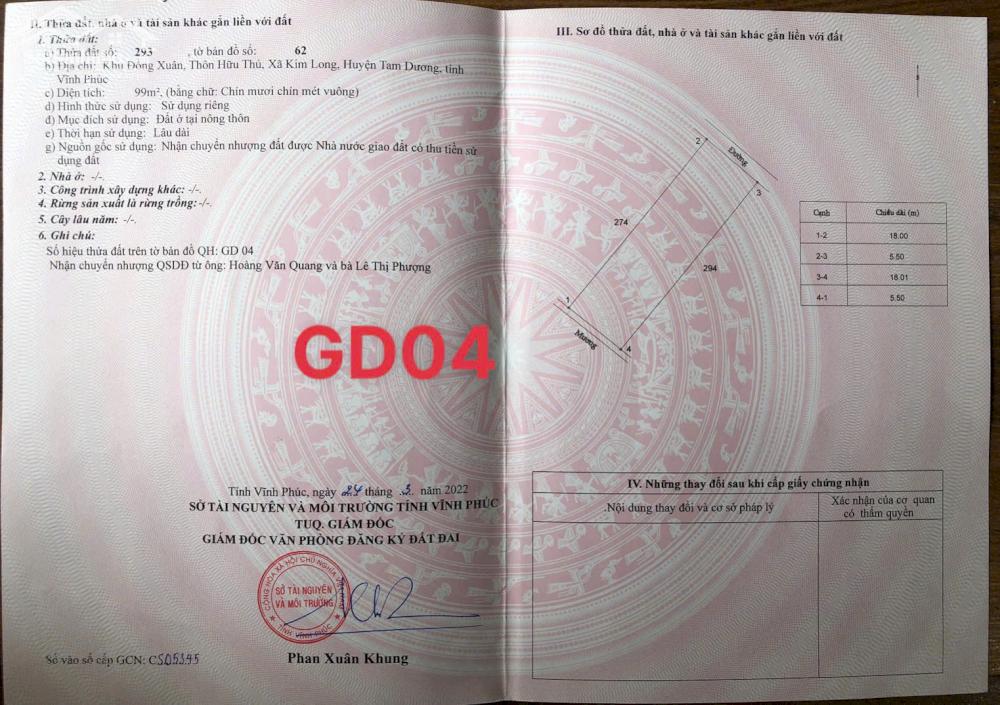 II. Thửa đất, nhà ở và tài sản khác gắn liền với đất
1. Thửa đất:
a) Thửa đất số: 293 , tờ bản đồ số: 62
b) Địa chỉ: Khu Đồng Xuân, Thôn Hữu Thủ, Xã Kim Long, Huyện Tam Dương, tỉnh
Vĩnh Phúc
c) Diện tích: 99m², (bằng chữ: Chín mươi chín mét vuông)
d) Hình thức sử dụng: Sử dụng riêng
đ) Mục đích sử dụng: Đất ở tại nông thôn
e) Thời hạn sử dụng: Lâu dài
g) Nguồn gốc sử dụng: Nhận chuyển nhượng đất được Nhà nước giao đất có thu tiền sử
dụng đất
2. Nhà ở: -/-.
3. Công trình xây dựng khác: -/-.
4. Rừng sản xuất là rừng trồng:-/-.
5. Cây lâu năm: -/-.
6. Ghi chú:
Số hiệu thửa đất trên tờ bản đồ QH: GD 04
Nhận chuyển nhượng QSDĐ từ ông: Hoàng Văn Quang và bà Lê Thị Phượng
GD04
Tỉnh Vĩnh Phúc, ngày 24 tháng 3 năm 2022
SỞ TÀI NGUYÊN VÀ MÔI TRƯỜNG TỈNH VĨNH PHÚC
TUQ. GIÁM ĐỐC
GIÁM ĐỐC VĂN PHÒNG ĐĂNG KÝ ĐẤT ĐAI
CỘNG HÒA XÃ HỘI CHỦ NGHĨA
SỞ TÀI NGUYÊN
VÀ MÔI TRƯỜNG
TỈNH VĨNH PHÚC
Phan Xuân Khung
Số vào sổ cấp GCN: CS05345
III. Sơ đồ thửa đất, nhà ở và tài sản khác gắn liền với đất
2
Đường
3
274
294
1
Mương
4
Cạnh Chiều dài (m)
1-2 18.00
2-3 5.50
3-4 18.01
4-1 5.50
IV. Những thay đổi sau khi cấp giấy chứng nhận
Nội dung thay đổi và cơ sở pháp lý
Xác nhận của cơ quan
có thẩm quyền